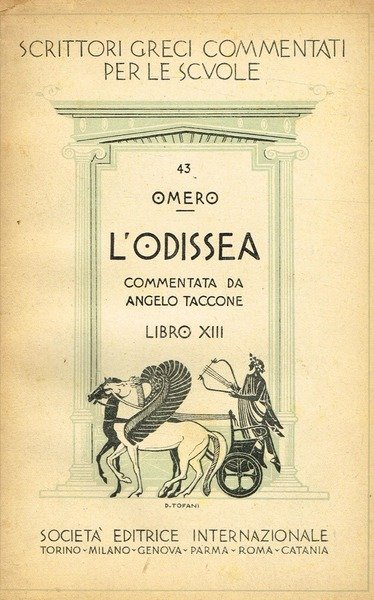 SCRITTORI GRECI COMMENTATI
PER LE SCVOLE
43
OMERO
L'ODISSEA
COMMENTATA DA
ANGELO TACCONE
LIBRO XIII
D. TOFANI
SOCIETÀ EDITRICE INTERNAZIONALE
TORINO - MILANO - GENOVA - PARMA - ROMA - CATANIA